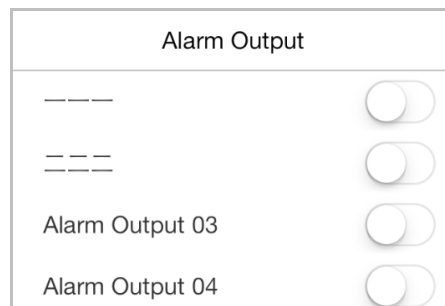 Alarm Output
一一一
二二二
Alarm Output 03
Alarm Output 04